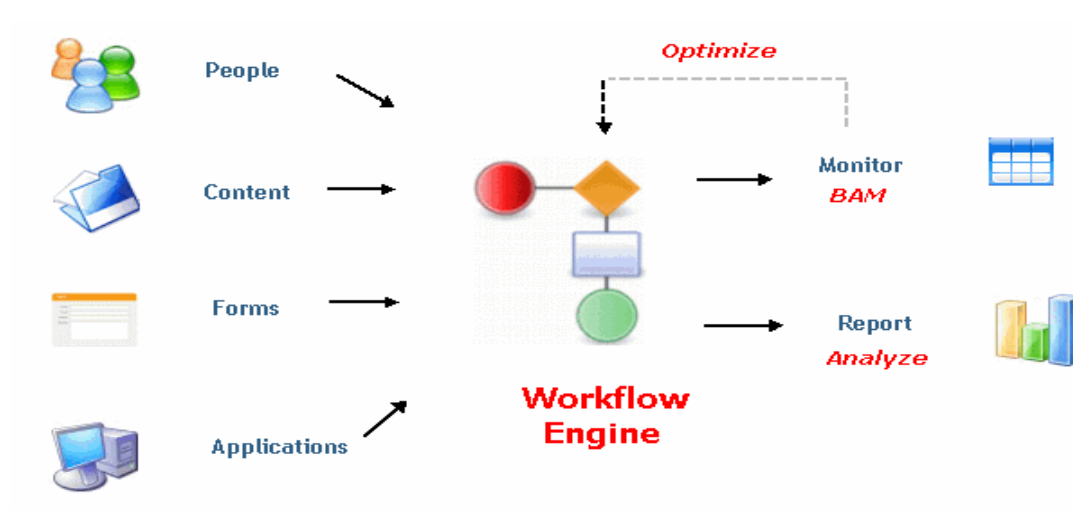 Optimize
People
Monitor
BAM
Content
Forms
Report
Analyze
Workflow
Engine
Applications